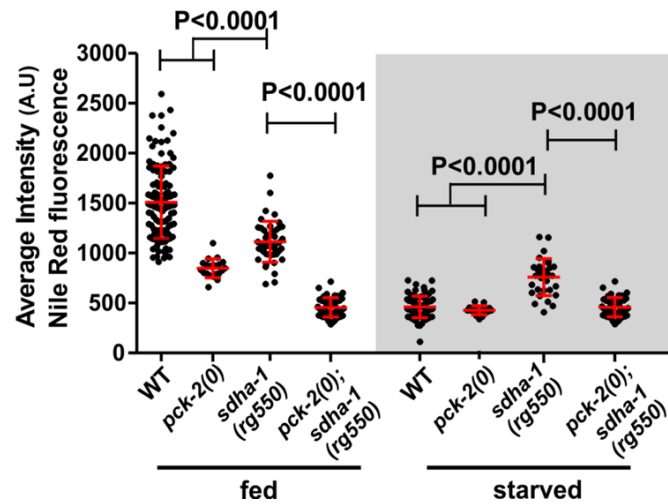 P<0.0001
P<0.0001
P<0.0001
P<0.0001
Average Intensity (A.U)
Nile Red fluorescence
3000
2500
2000
1500
1000
500
0
WT
pck-2(0)
sdha-1
(rg550)
pck-2(0);
sdha-1
(rg550)
WT
pck-2(0)
sdha-1
(rg550)
pck-2(0);
sdha-1
(rg550)
fed
starved